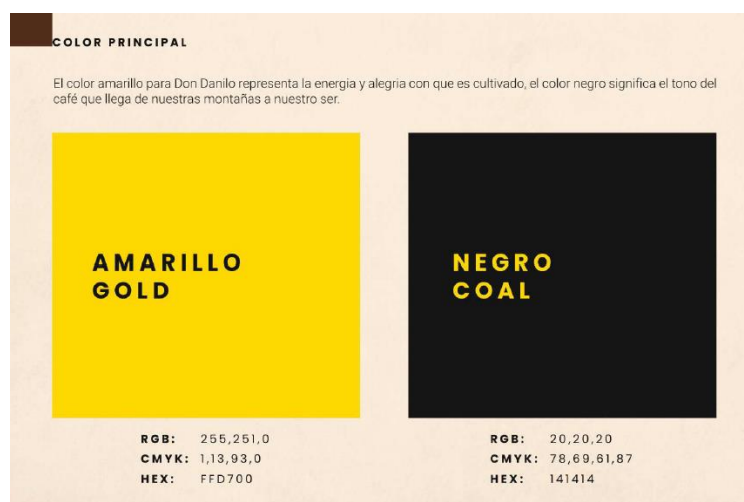 COLOR PRINCIPAL
El color amarillo para Don Danilo representa la energia y alegria con que es cultivado, el color negro significa el tono del
café que llega de nuestras montañas a nuestro ser.
AMARILLO
GOLD
RGB: 255,251,0
CMYK: 1,13,93,0
HEX: FFD700
NEGRO
COAL
RGB: 20,20,20
CMYK: 78,69,61,87
HEX: 141414